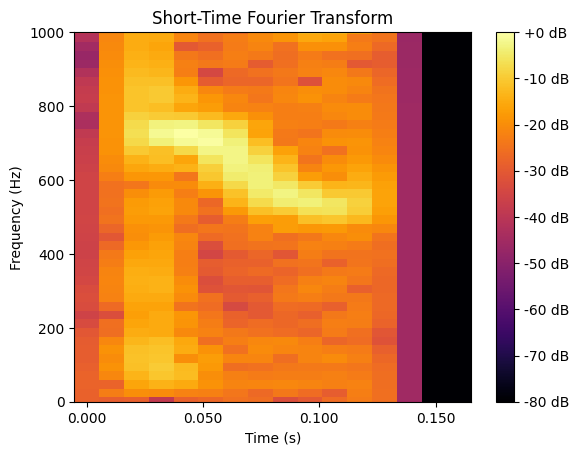 Short-Time Fourier Transform
Frequency (Hz)
1000
800
600
400
200
0
0.000
0.050
0.100
0.150
Time (s)
+0 dB
-10 dB
-20 dB
-30 dB
-40 dB
-50 dB
-60 dB
-70 dB
-80 dB